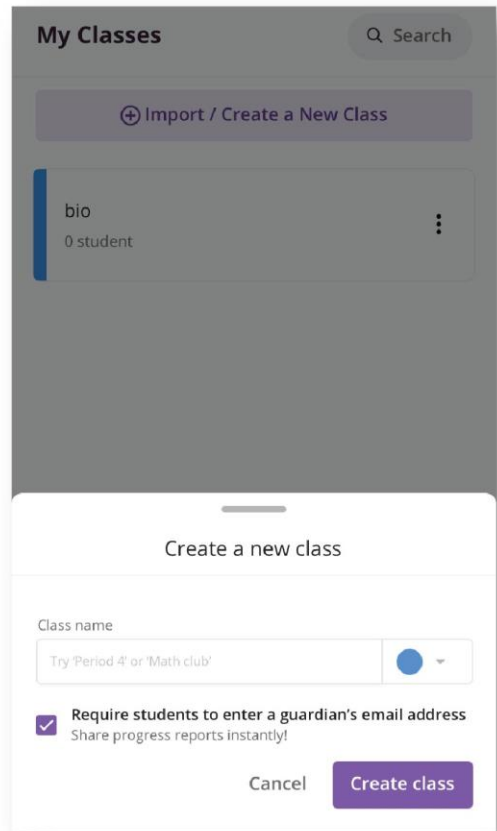 My Classes
Search
Import / Create a New Class
bio
0 student
Create a new class
Class name
Try 'Period 4' or 'Math club'
Require students to enter a guardian's email address
Share progress reports instantly!
Cancel
Create class